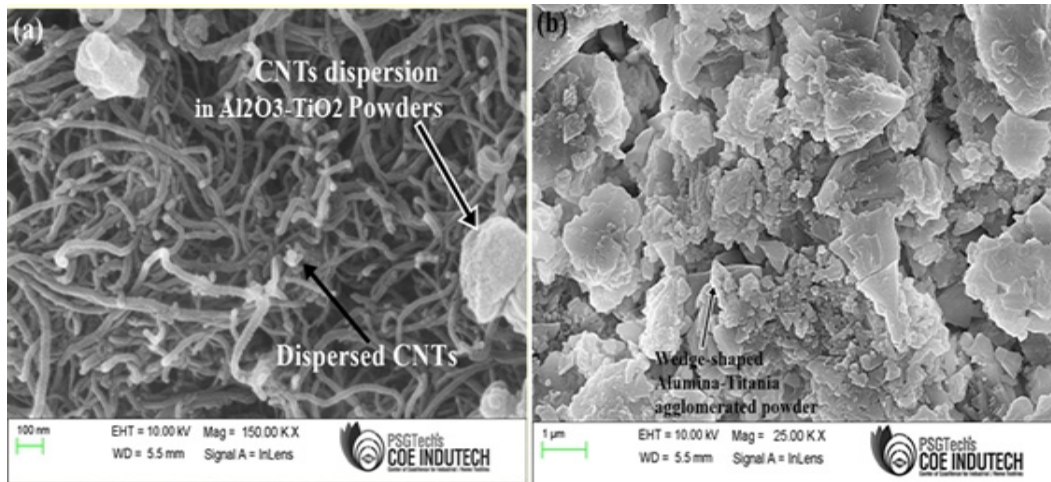 (a)
CNTs dispersion
in Al2O3-TiO2 Powders
Dispersed CNTs
100 nm
EHT = 10.00 kV Mag = 150.00 K X
WD = 5.5 mm Signal A = InLens
PSGTech's
COE INDUTECH
(b)
Wedge-shaped
Alumina-Titania
agglomerated powder
1 µm
EHT = 10.00 kV Mag = 25.00 K X
WD = 5.5 mm Signal A = InLens
PSGTech's
COE INDUTECH